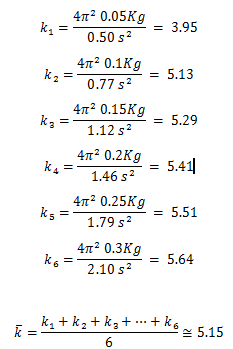 k₁ = 4π² 0.05Kg / 0.50 s² = 3.95
k₂ = 4π² 0.1Kg / 0.77 s² = 5.13
k₃ = 4π² 0.15Kg / 1.12 s² = 5.29
k₄ = 4π² 0.2Kg / 1.46 s² = 5.41
k₅ = 4π² 0.25Kg / 1.79 s² = 5.51
k₆ = 4π² 0.3Kg / 2.10 s² = 5.64
k̅ = k₁ + k₂ + k₃ + ⋯ + k₆ / 6 ≅ 5.15